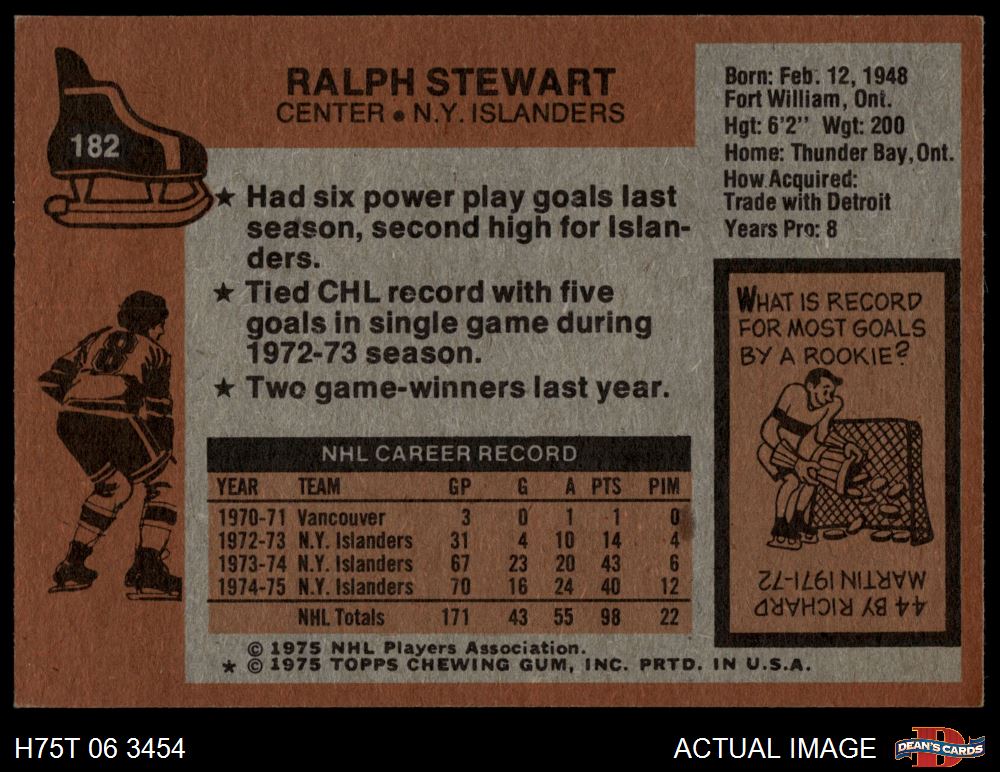 182
RALPH STEWART
CENTER • N.Y. ISLANDERS
Born: Feb. 12, 1948
Fort William, Ont.
Hgt: 6'2" Wgt: 200
Home: Thunder Bay, Ont.
How Acquired:
Trade with Detroit
Years Pro: 8
★ Had six power play goals last
season, second high for Islan-
ders.
★ Tied CHL record with five
goals in single game during
1972-73 season.
★ Two game-winners last year.
WHAT IS RECORD
FOR MOST GOALS
BY A ROOKIE?
44 BY RICHARD
MARTIN 1971-72
NHL CAREER RECORD
YEAR TEAM GP G A PTS PIM
1970-71 Vancouver 3 0 1 1 0
1972-73 N.Y. Islanders 31 4 10 14 4
1973-74 N.Y. Islanders 67 23 20 43 6
1974-75 N.Y. Islanders 70 16 24 40 12
NHL Totals 171 43 55 98 22
© 1975 NHL Players Association.
★ © 1975 TOPPS CHEWING GUM, INC. PRTD. IN U.S.A.
H75T 06 3454
ACTUAL IMAGE
DEAN'S CARDS